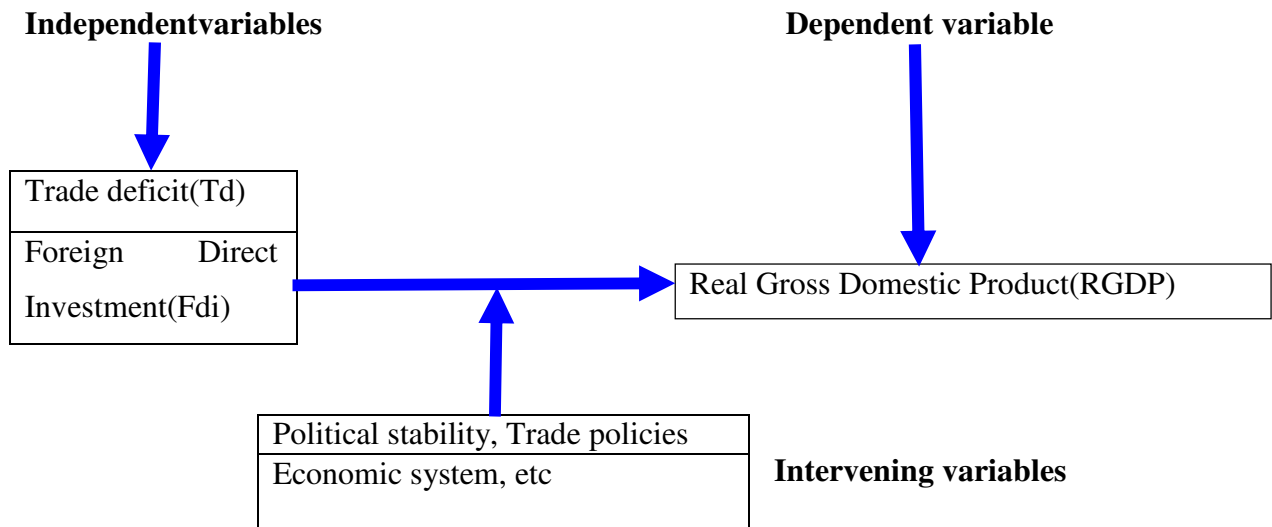 Independentvariables
Dependent variable
Trade deficit(Td)
Foreign Direct
Investment(Fdi)
Real Gross Domestic Product(RGDP)
Political stability, Trade policies
Economic system, etc
Intervening variables